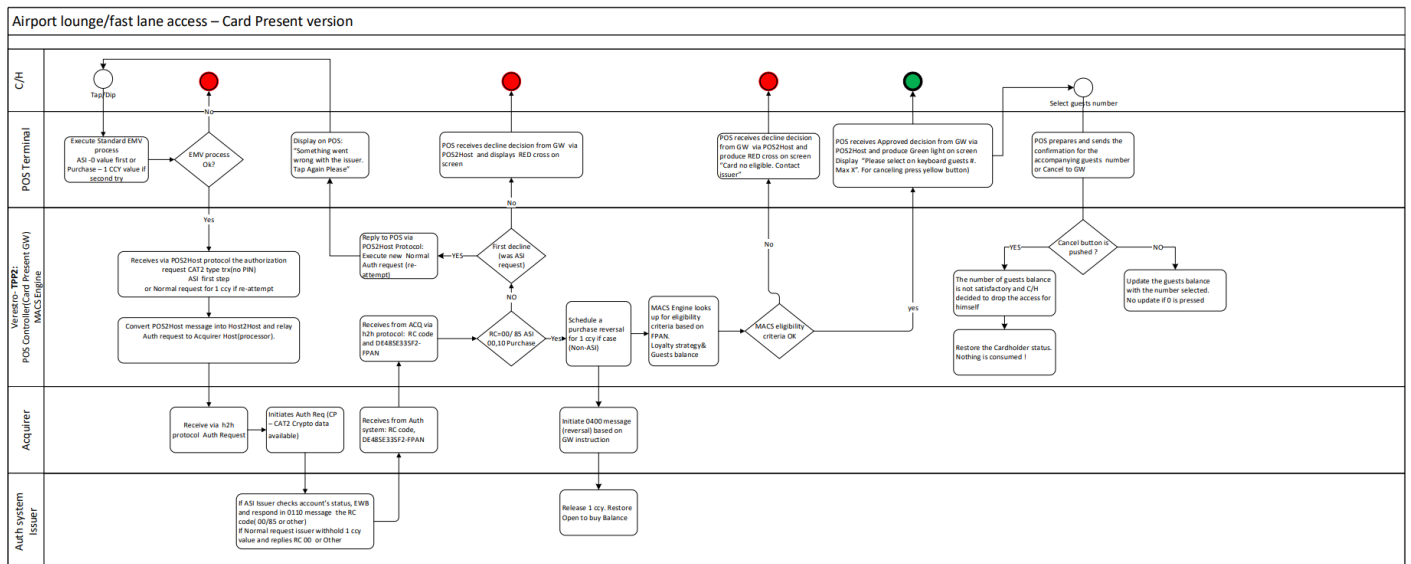 Airport lounge/fast lane access – Card Present version
C/H
Tap/Dip
Select guests number
No
POS Terminal
Execute Standard EMV
process
ASI -0 value first or
Purchase – 1 CCY value if
second try
EMV process
Ok?
Display on POS:
"Something went
wrong with the issuer.
Tap Again Please"
POS receives decline decision from GW via
POS2Host and displays RED cross on
screen
POS receives decline decision
from GW via POS2Host and
produce RED cross on screen
"Card no eligible. Contact
issuer"
POS receives Approved decision from GW via
POS2Host and produce Green light on screen
Display "Please select on keyboard guests #.
Max X". For canceling press yellow button)
POS prepares and sends the
confirmation for the
accompanying guests number
or Cancel to GW
Verestro- TPP2:
POS Controller(Card Present GW)
MACS Engine
Yes
No
Receives via POS2Host protocol the authorization
request CAT2 type trx(no PIN)
ASI first step
or Normal request for 1 ccy if re-attempt
Convert POS2Host message into Host2Host and relay
Auth request to Acquirer Host(processor).
Reply to POS via
POS2Host Protocol:
Execute new Normal
Auth request (re-
attempt)
YES
First decline
(was ASI
request)
NO
Receives from ACQ via
h2h protocol: RC code
and DE48SE33SF2-
FPAN
RC=00/ 85 ASI
00,10 Purchase
Yes
Schedule a
purchase reversal
for 1 ccy if case
(Non-ASI)
MACS Engine looks
up for eligibility
criteria based on
FPAN.
Loyalty strategy&
Guests balance
No
MACS eligibility
criteria OK
yes
YES
Cancel button is
pushed ?
NO
The number of guests balance
is not satisfactory and C/H
decided to drop the access for
himself
Update the guests balance
with the number selected.
No update if 0 is pressed
Restore the Cardholder status.
Nothing is consumed !
Acquirer
Receive via h2h
protocol Auth Request
Initiates Auth Req (CP
– CAT2 Crypto data
available)
Receives from Auth
system: RC code,
DE48SE33SF2-FPAN
Initiate 0400 message
(reversal) based on
GW instruction
Auth system
Issuer
If ASI Issuer checks account's status, EWB
and respond in 0110 message the RC
code( 00/85 or other)
If Normal request issuer withhold 1 ccy
value and replies RC 00 or Other
Release 1 ccy. Restore
Open to buy Balance